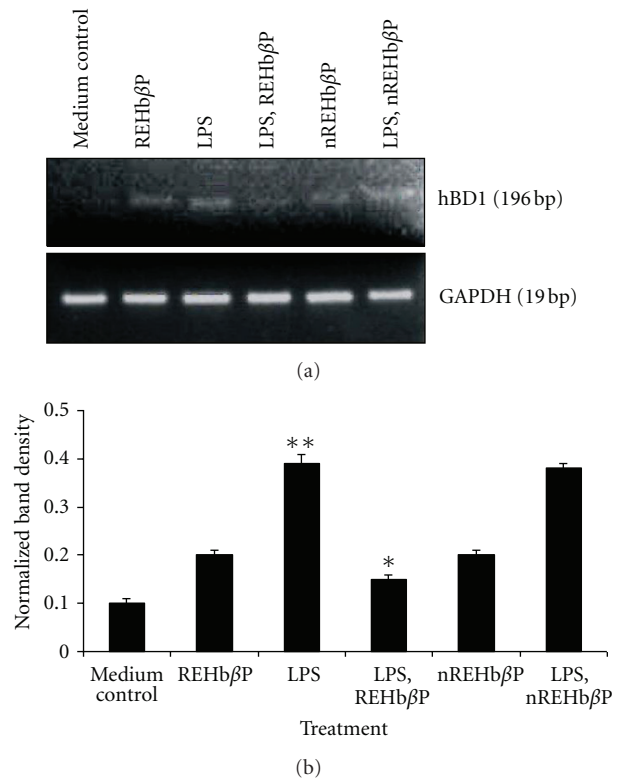 Medium control
REHbβP
LPS
LPS, REHbβP
nREHbβP
LPS, nREHbβP
hBD1 (196 bp)
GAPDH (19 bp)
(a)
Normalized band density
0.5
0.4
0.3
0.2
0.1
0
**
*
Medium
control
REHbβP
LPS
LPS,
REHbβP
nREHbβP
LPS,
nREHbβP
Treatment
(b)